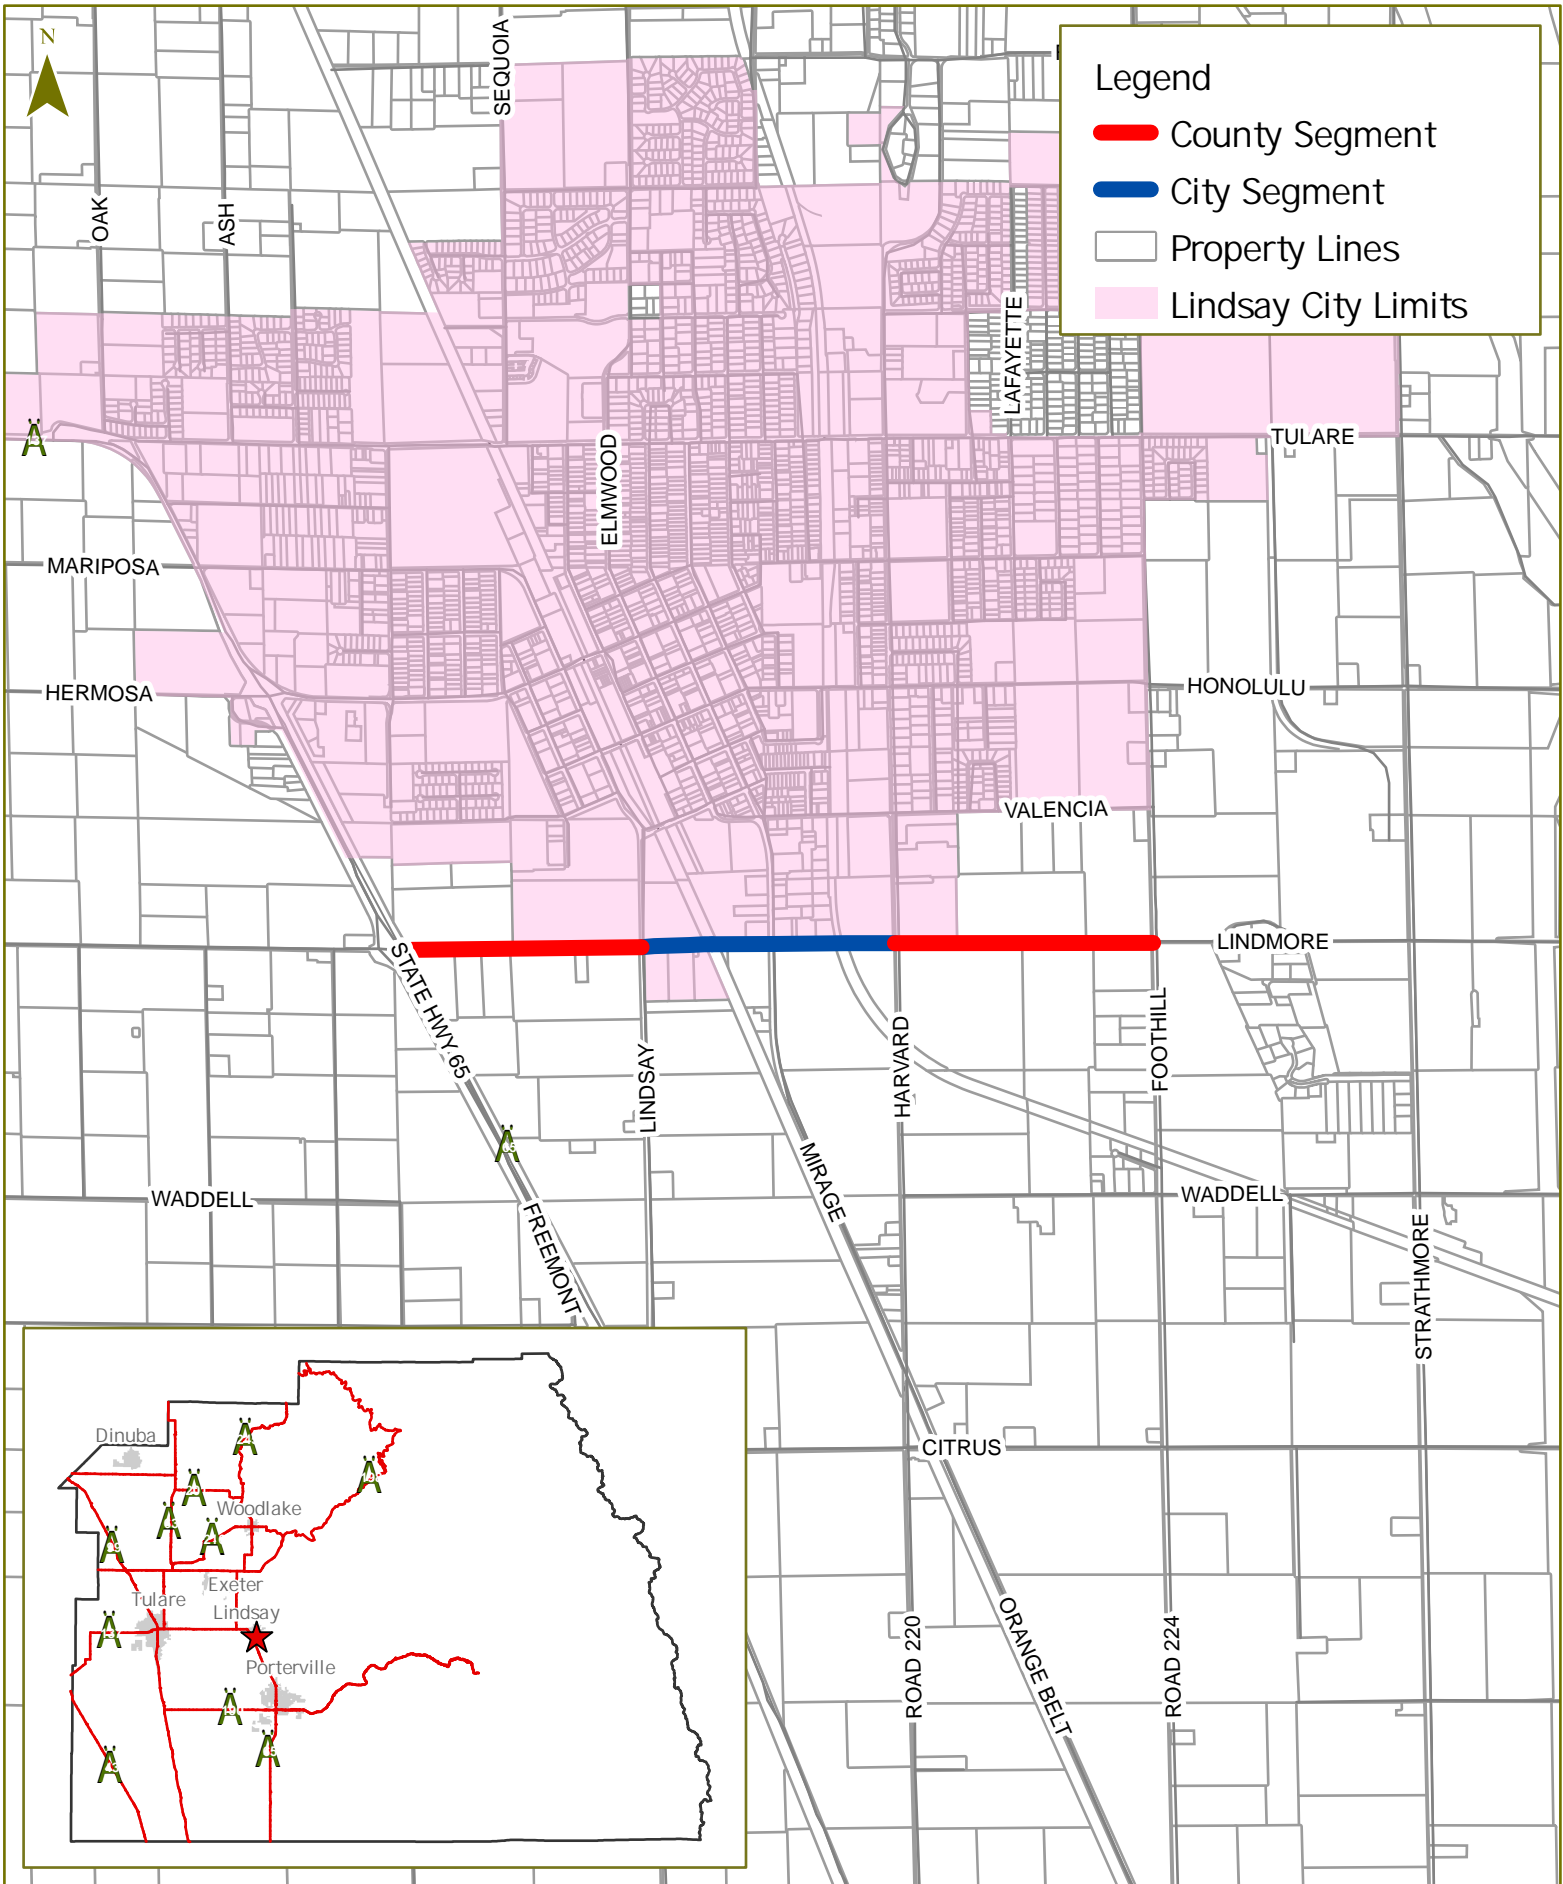 N
SEQUOIA
Legend
County Segment
City Segment
Property Lines
Lindsay City Limits
OAK
ASH
LAFAYETTE
ELMWOOD
TULARE
MARIPOSA
HERMOSA
HONOLULU
VALENCIA
LINDMORE
STATE HWY 65
LINDSAY
HARVARD
FOOTHILL
65
MIRAGE
WADDELL
WADDELL
FREEMONT
STRATHMORE
CITRUS
ORANGE BELT
ROAD 220
ROAD 224
Dinuba
Woodlake
Exeter
Tulare
Lindsay
Porterville